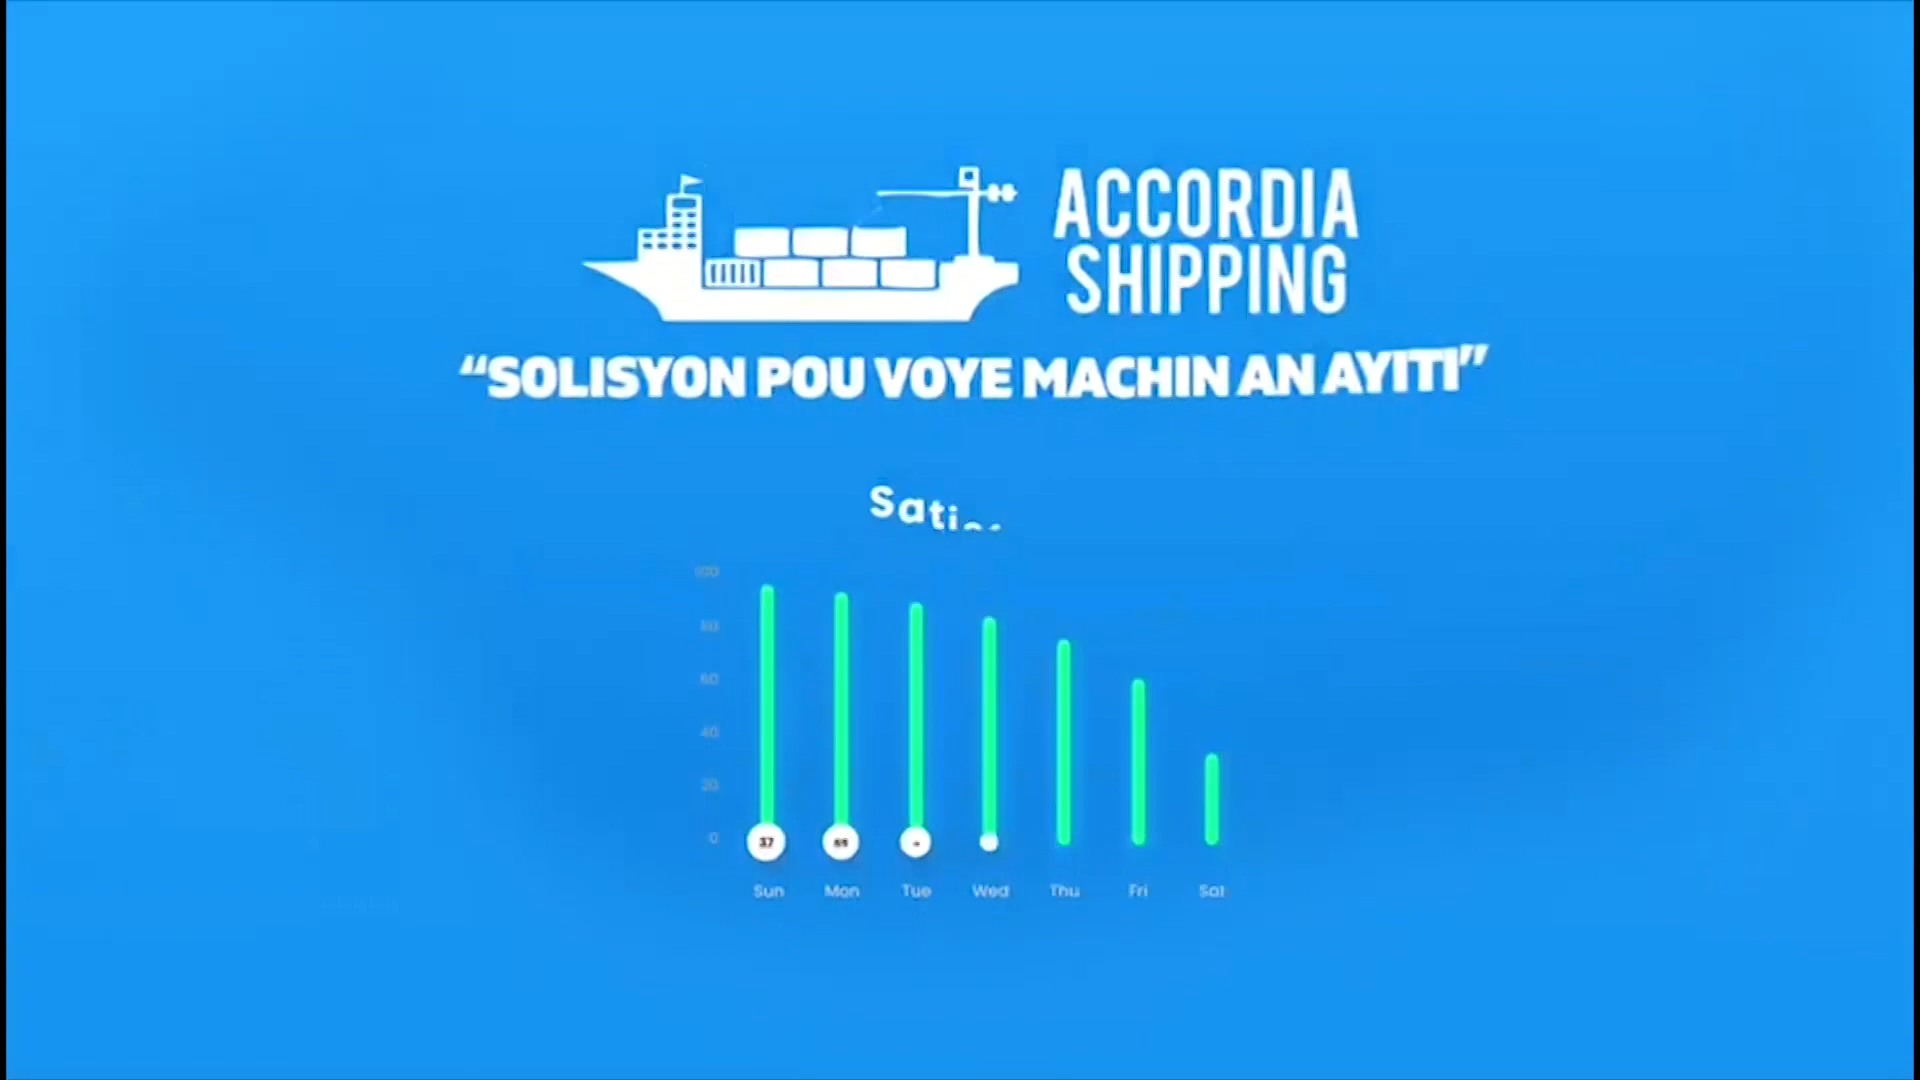 ACCORDIA
SHIPPING
“SOLISYON POU VOYE MACHIN AN AYITI”
Sati
100
80
60
40
20
0
37
Sun Mon Tue Wed Thu Fri Sat